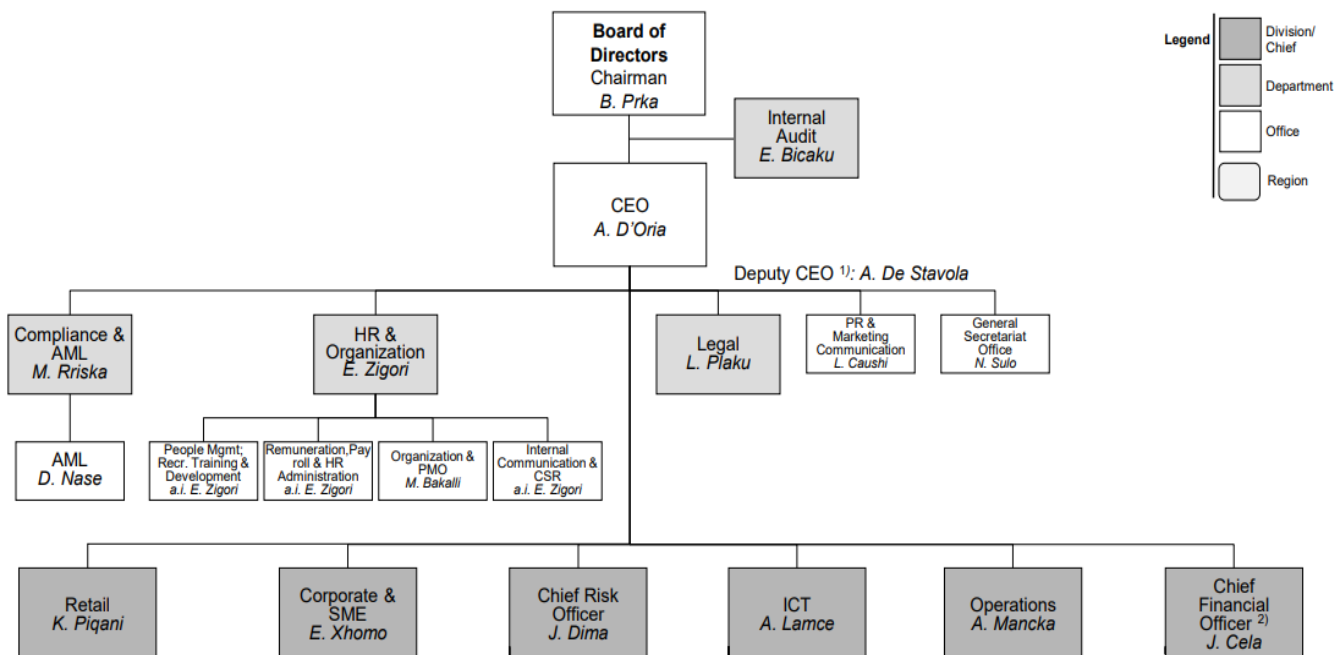 Board of
Directors
Chairman
B. Prka
Legend
Division/
Chief
Department
Office
Region
Internal
Audit
E. Bicaku
CEO
A. D'Oria
Deputy CEO ¹⁾: A. De Stavola
Compliance &
AML
M. Rriska
HR &
Organization
E. Zigori
Legal
L. Plaku
PR &
Marketing
Communication
L. Caushi
General
Secretariat
Office
N. Sulo
AML
D. Nase
People Mgmt;
Recr. Training &
Development
a.i. E. Zigori
Remuneration,Pay
roll & HR
Administration
a.i. E. Zigori
Organization &
PMO
M. Bakalli
Internal
Communication &
CSR
a.i. E. Zigori
Retail
K. Piqani
Corporate &
SME
E. Xhomo
Chief Risk
Officer
J. Dima
ICT
A. Lamce
Operations
A. Mancka
Chief
Financial
Officer ²⁾
J. Cela